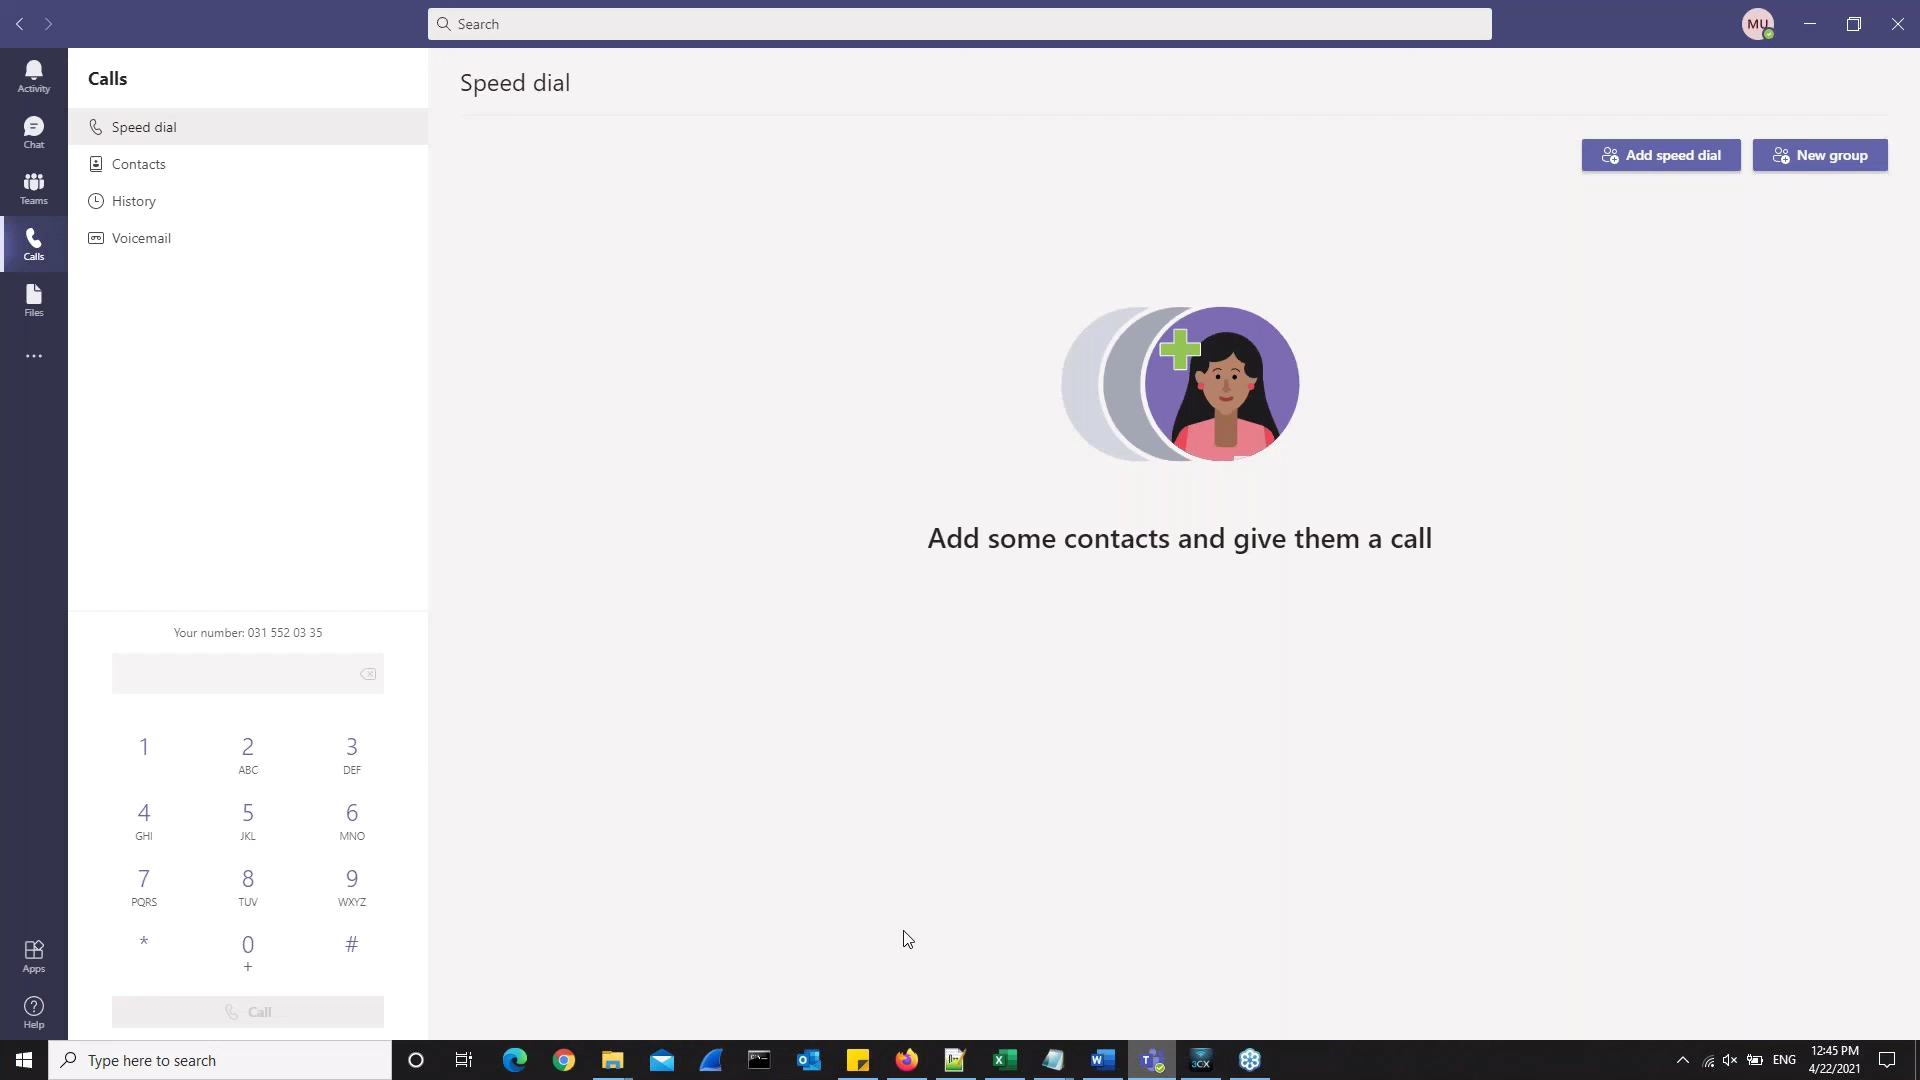 Search
MU
Activity
Chat
Teams
Calls
Files
Apps
Help
Calls
Speed dial
Contacts
History
Voicemail
Your number: 031 552 03 35
1
2
ABC
3
DEF
4
GHI
5
JKL
6
MNO
7
PQRS
8
TUV
9
WXYZ
*
0
+
#
Call
Speed dial
Add speed dial
New group
Add some contacts and give them a call
Type here to search
3CX
ENG
12:45 PM
4/22/2021